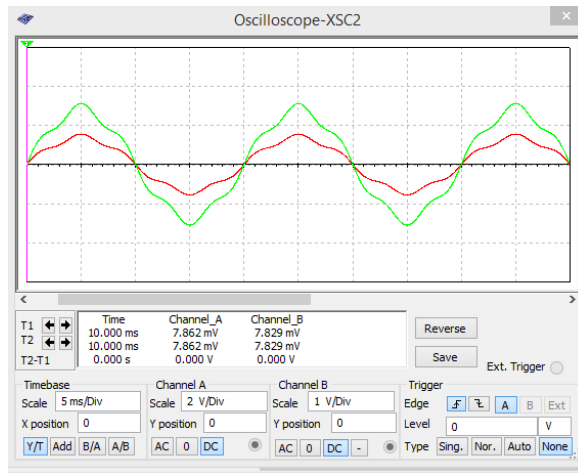 Oscilloscope-XSC2
T1
T2
T2-T1
Time Channel_A Channel_B
10.000 ms 7.862 mV 7.829 mV
10.000 ms 7.862 mV 7.829 mV
0.000 s 0.000 V 0.000 V
Reverse
Save
Ext. Trigger
Timebase
Scale 5 ms/Div
X position 0
Y/T Add B/A A/B
Channel A
Scale 2 V/Div
Y position 0
AC 0 DC
Channel B
Scale 1 V/Div
Y position 0
AC 0 DC -
Trigger
Edge A B Ext
Level 0 V
Type Sing. Nor. Auto None